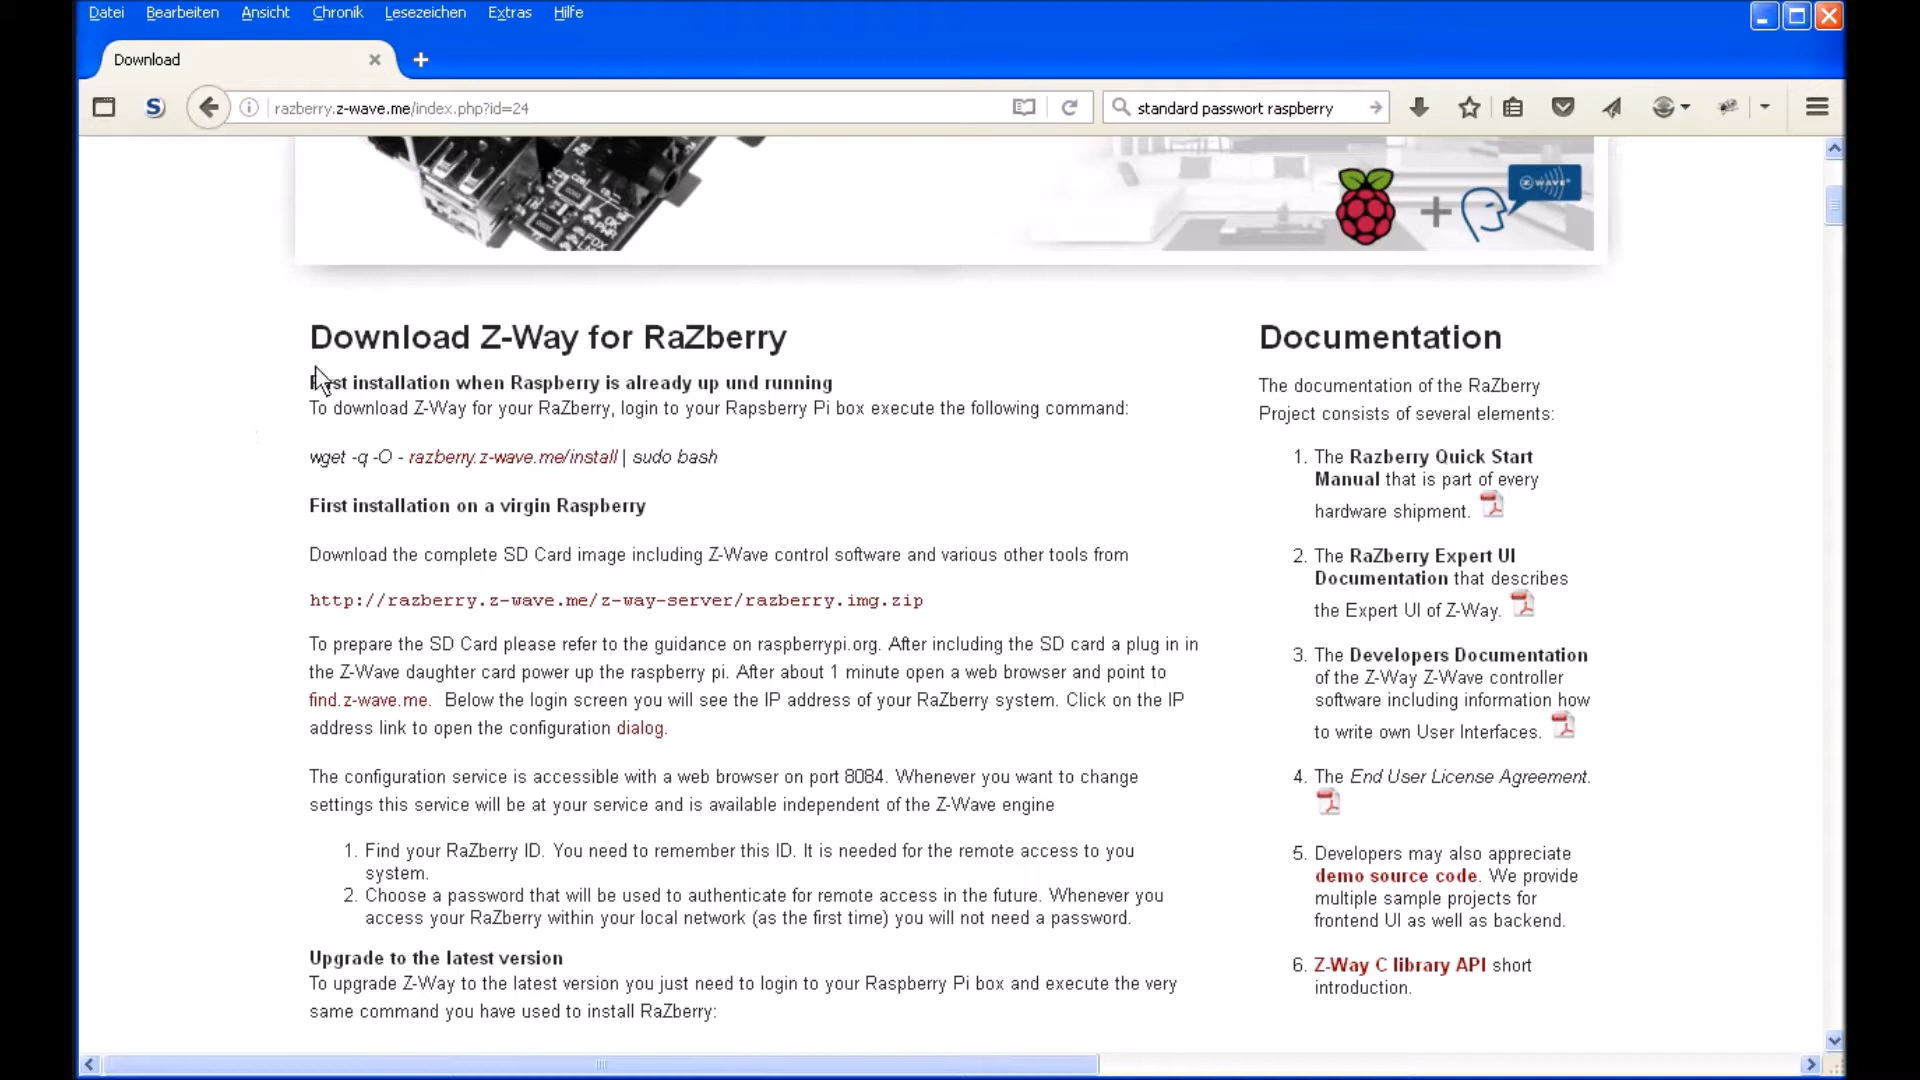 Datei Bearbeiten Ansicht Chronik Lesezeichen Extras Hilfe
Download
razberry.z-wave.me/index.php?id=24
standard passwort raspberry
Z WAVE
Download Z-Way for RaZberry
First installation when Raspberry is already up und running
To download Z-Way for your RaZberry, login to your Rapsberry Pi box execute the following command:
wget -q -O - razberry.z-wave.me/install | sudo bash
First installation on a virgin Raspberry
Download the complete SD Card image including Z-Wave control software and various other tools from
http://razberry.z-wave.me/z-way-server/razberry.img.zip
To prepare the SD Card please refer to the guidance on raspberrypi.org. After including the SD card a plug in in
the Z-Wave daughter card power up the raspberry pi. After about 1 minute open a web browser and point to
find.z-wave.me. Below the login screen you will see the IP address of your RaZberry system. Click on the IP
address link to open the configuration dialog.
The configuration service is accessible with a web browser on port 8084. Whenever you want to change
settings this service will be at your service and is available independent of the Z-Wave engine
1. Find your RaZberry ID. You need to remember this ID. It is needed for the remote access to you
system.
2. Choose a password that will be used to authenticate for remote access in the future. Whenever you
access your RaZberry within your local network (as the first time) you will not need a password.
Upgrade to the latest version
To upgrade Z-Way to the latest version you just need to login to your Raspberry Pi box and execute the very
same command you have used to install RaZberry:
Documentation
The documentation of the RaZberry
Project consists of several elements:
1. The Razberry Quick Start
Manual that is part of every
hardware shipment.
2. The RaZberry Expert UI
Documentation that describes
the Expert UI of Z-Way.
3. The Developers Documentation
of the Z-Way Z-Wave controller
software including information how
to write own User Interfaces.
4. The End User License Agreement.
5. Developers may also appreciate
demo source code. We provide
multiple sample projects for
frontend UI as well as backend.
6. Z-Way C library API short
introduction.